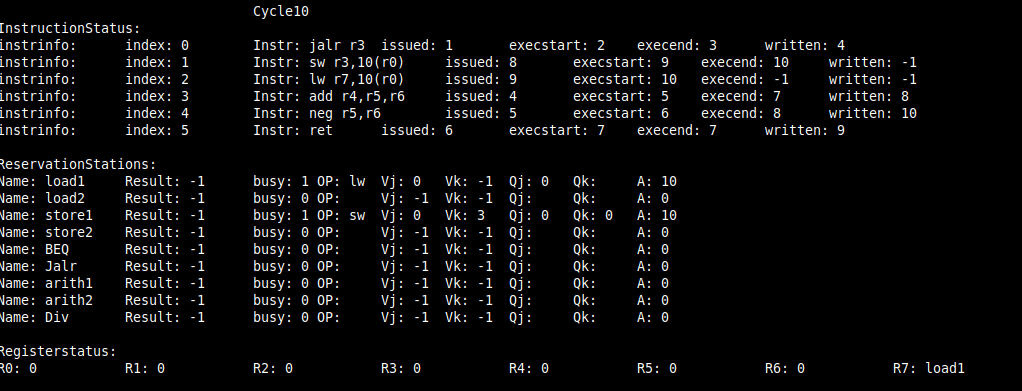 Cycle10
InstructionStatus:
instrinfo: index: 0 Instr: jalr r3 issued: 1 execstart: 2 execend: 3 written: 4
instrinfo: index: 1 Instr: sw r3,10(r0) issued: 8 execstart: 9 execend: 10 written: -1
instrinfo: index: 2 Instr: lw r7,10(r0) issued: 9 execstart: 10 execend: -1 written: -1
instrinfo: index: 3 Instr: add r4,r5,r6 issued: 4 execstart: 5 execend: 7 written: 8
instrinfo: index: 4 Instr: neg r5,r6 issued: 5 execstart: 6 execend: 8 written: 10
instrinfo: index: 5 Instr: ret issued: 6 execstart: 7 execend: 7 written: 9
ReservationStations:
Name: load1 Result: -1 busy: 1 OP: lw Vj: 0 Vk: -1 Qj: 0 Qk: A: 10
Name: load2 Result: -1 busy: 0 OP: Vj: -1 Vk: -1 Qj: Qk: A: 0
Name: store1 Result: -1 busy: 1 OP: sw Vj: 0 Vk: 3 Qj: 0 Qk: 0 A: 10
Name: store2 Result: -1 busy: 0 OP: Vj: -1 Vk: -1 Qj: Qk: A: 0
Name: BEQ Result: -1 busy: 0 OP: Vj: -1 Vk: -1 Qj: Qk: A: 0
Name: Jalr Result: -1 busy: 0 OP: Vj: -1 Vk: -1 Qj: Qk: A: 0
Name: arith1 Result: -1 busy: 0 OP: Vj: -1 Vk: -1 Qj: Qk: A: 0
Name: arith2 Result: -1 busy: 0 OP: Vj: -1 Vk: -1 Qj: Qk: A: 0
Name: Div Result: -1 busy: 0 OP: Vj: -1 Vk: -1 Qj: Qk: A: 0
Registerstatus:
R0: 0 R1: 0 R2: 0 R3: 0 R4: 0 R5: 0 R6: 0 R7: load1